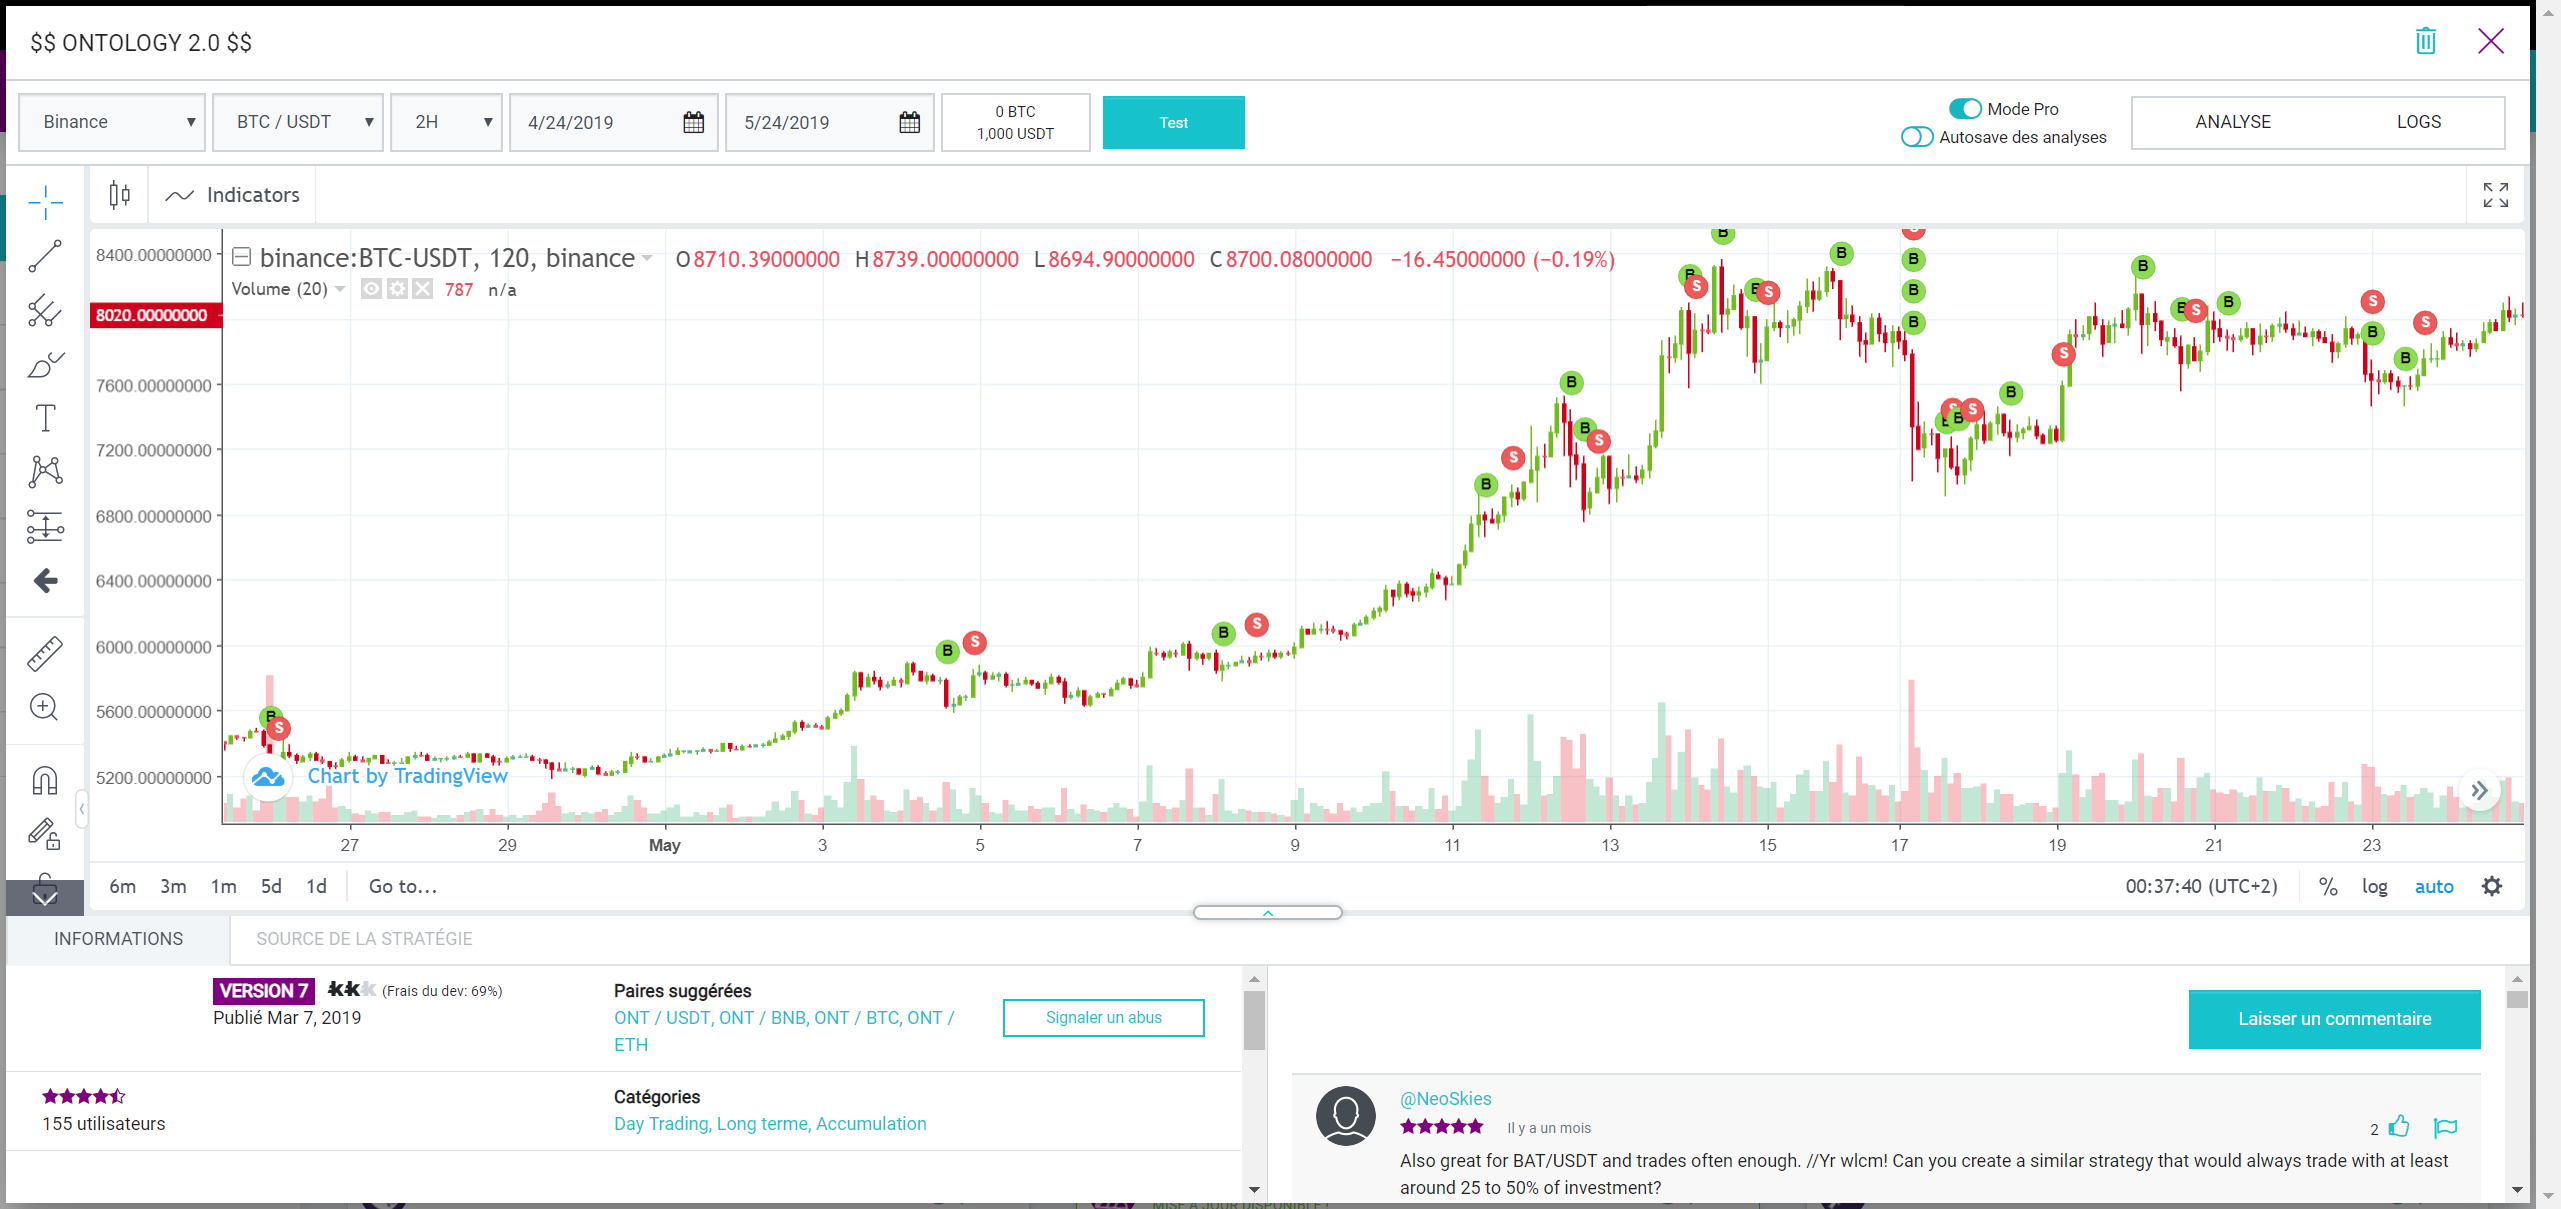 $$ ONTOLOGY 2.0 $$
Binance ▼ BTC / USDT ▼ 2H ▼ 4/24/2019 5/24/2019
0 BTC
1,000 USDT
Test
Mode Pro
Autosave des analyses
ANALYSE LOGS
Indicators
binance:BTC-USDT, 120, binance O8710.39000000 H8739.00000000 L8694.90000000 C8700.08000000 −16.45000000 (−0.19%)
Volume (20) 787 n/a
8400.00000000
8020.00000000
7600.00000000
7200.00000000
6800.00000000
6400.00000000
6000.00000000
5600.00000000
5200.00000000
B S B S B S B S B B S B S B B S B S B B B B S B S B S B S B B S B S B B S
Chart by TradingView
27 29 May 3 5 7 9 11 13 15 17 19 21 23
6m 3m 1m 5d 1d Go to...
00:37:40 (UTC+2) % log auto
INFORMATIONS SOURCE DE LA STRATÉGIE
VERSION 7 (Frais du dev: 69%)
Publié Mar 7, 2019
Paires suggérées
ONT / USDT, ONT / BNB, ONT / BTC, ONT /
ETH
Signaler un abus
155 utilisateurs
Catégories
Day Trading, Long terme, Accumulation
Laisser un commentaire
@NeoSkies
Il y a un mois
2
Also great for BAT/USDT and trades often enough. //Yr wlcm! Can you create a similar strategy that would always trade with at least
around 25 to 50% of investment?